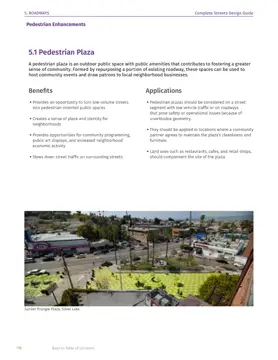 5. ROADWAYS
Complete Streets Design Guide
Pedestrian Enhancements
5.1 Pedestrian Plaza
A pedestrian plaza is an outdoor public space with public amenities that contributes to fostering a greater
sense of community. Formed by repurposing a portion of existing roadway, these spaces can be used to
host community events and draw patrons to local neighborhood businesses.
Benefits
• Provides an opportunity to turn low-volume streets
into pedestrian-oriented public spaces
• Creates a sense of place and identity for
neighborhoods
• Provides opportunities for community programming,
public art displays, and increased neighborhood
economic activity
• Slows down street traffic on surrounding streets
Applications
• Pedestrian plazas should be considered on a street
segment with low vehicle traffic or on roadways
that pose safety or operational issues because of
anomalous geometry.
• They should be applied in locations where a community
partner agrees to maintain the plaza's cleanliness and
furniture.
• Land uses such as restaurants, cafes, and retail shops,
should complement the site of the plaza.
Sunset Triangle Plaza, Silver Lake
Back to Table of Contents